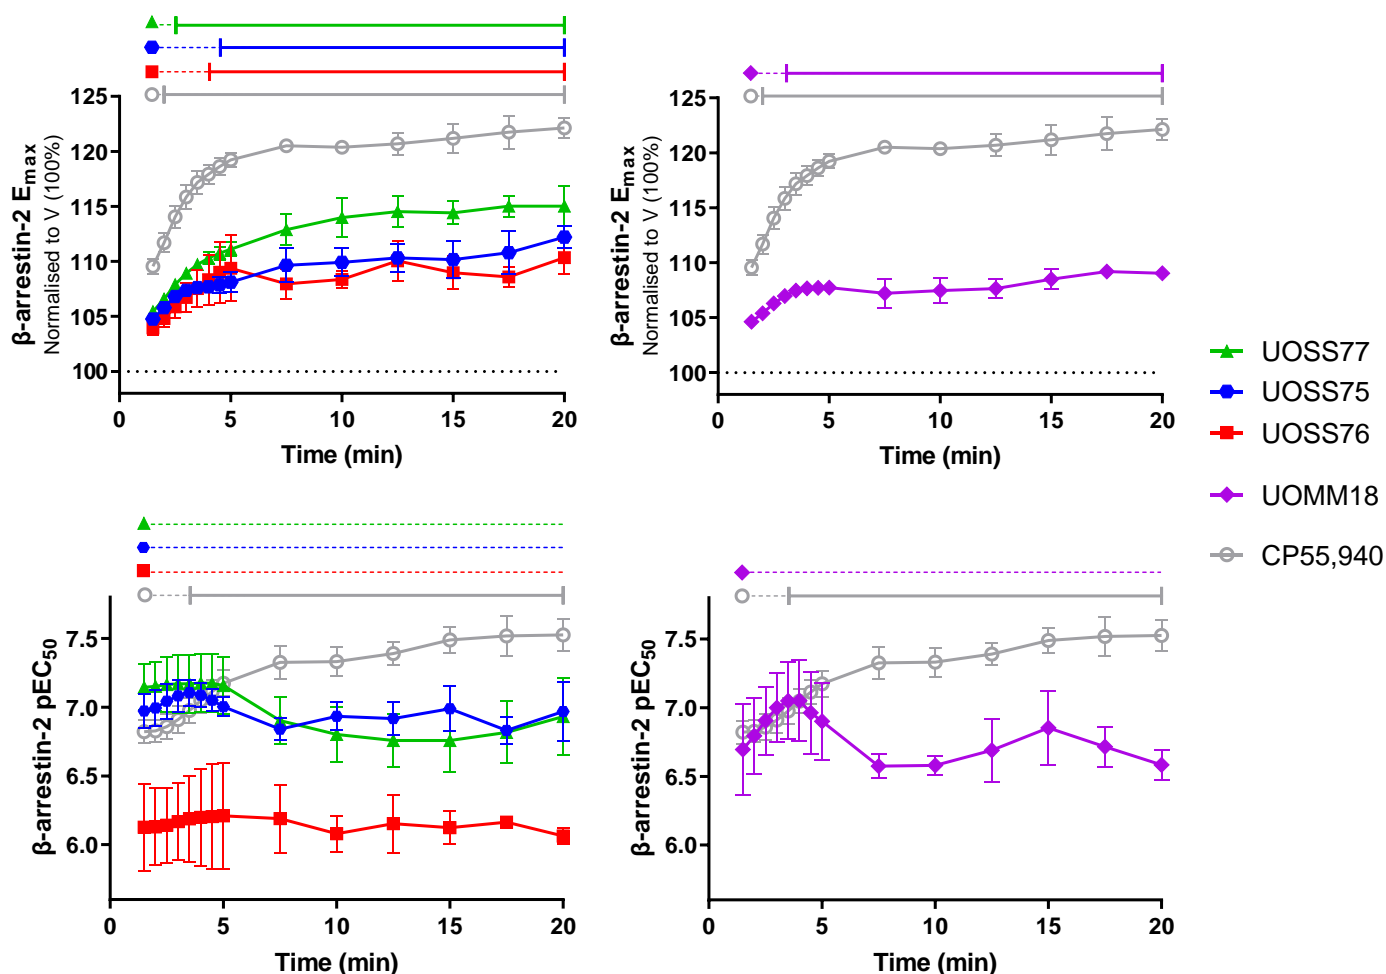 125
120
115
110
105
100
β-arrestin-2 Emax
Normalised to V (100%)
0
5
10
15
20
Time (min)
125
120
115
110
105
100
β-arrestin-2 Emax
Normalised to V (100%)
0
5
10
15
20
Time (min)
UOSS77
UOSS75
UOSS76
UOMM18
CP55,940
7.5
7.0
6.5
6.0
β-arrestin-2 pEC50
0
5
10
15
20
Time (min)
7.5
7.0
6.5
6.0
β-arrestin-2 pEC50
0
5
10
15
20
Time (min)